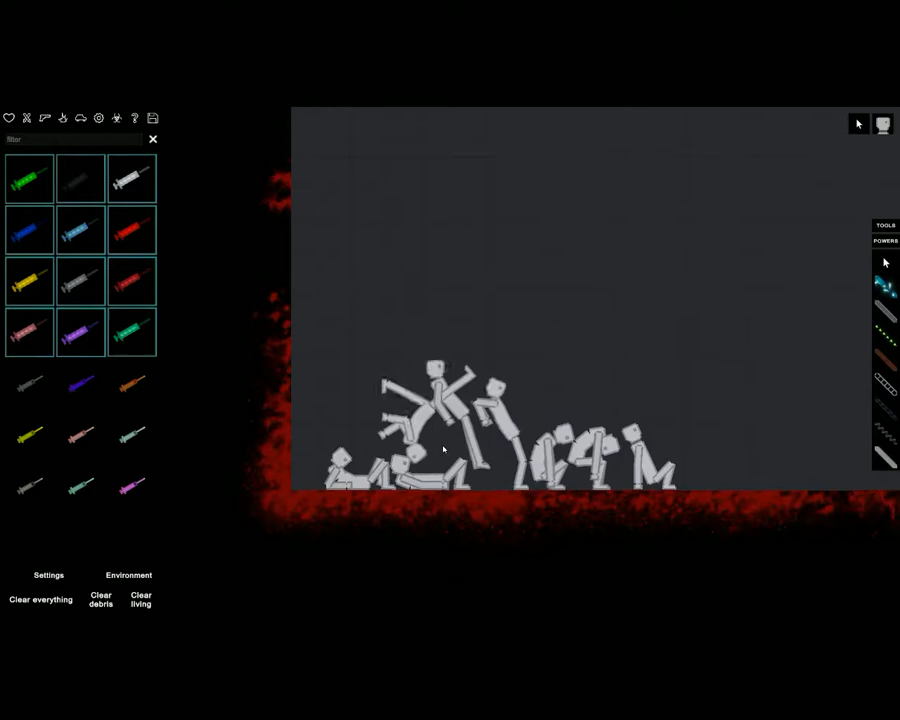 filter
TOOLS
POWERS
Settings
Environment
Clear everything
Clear debris
Clear living